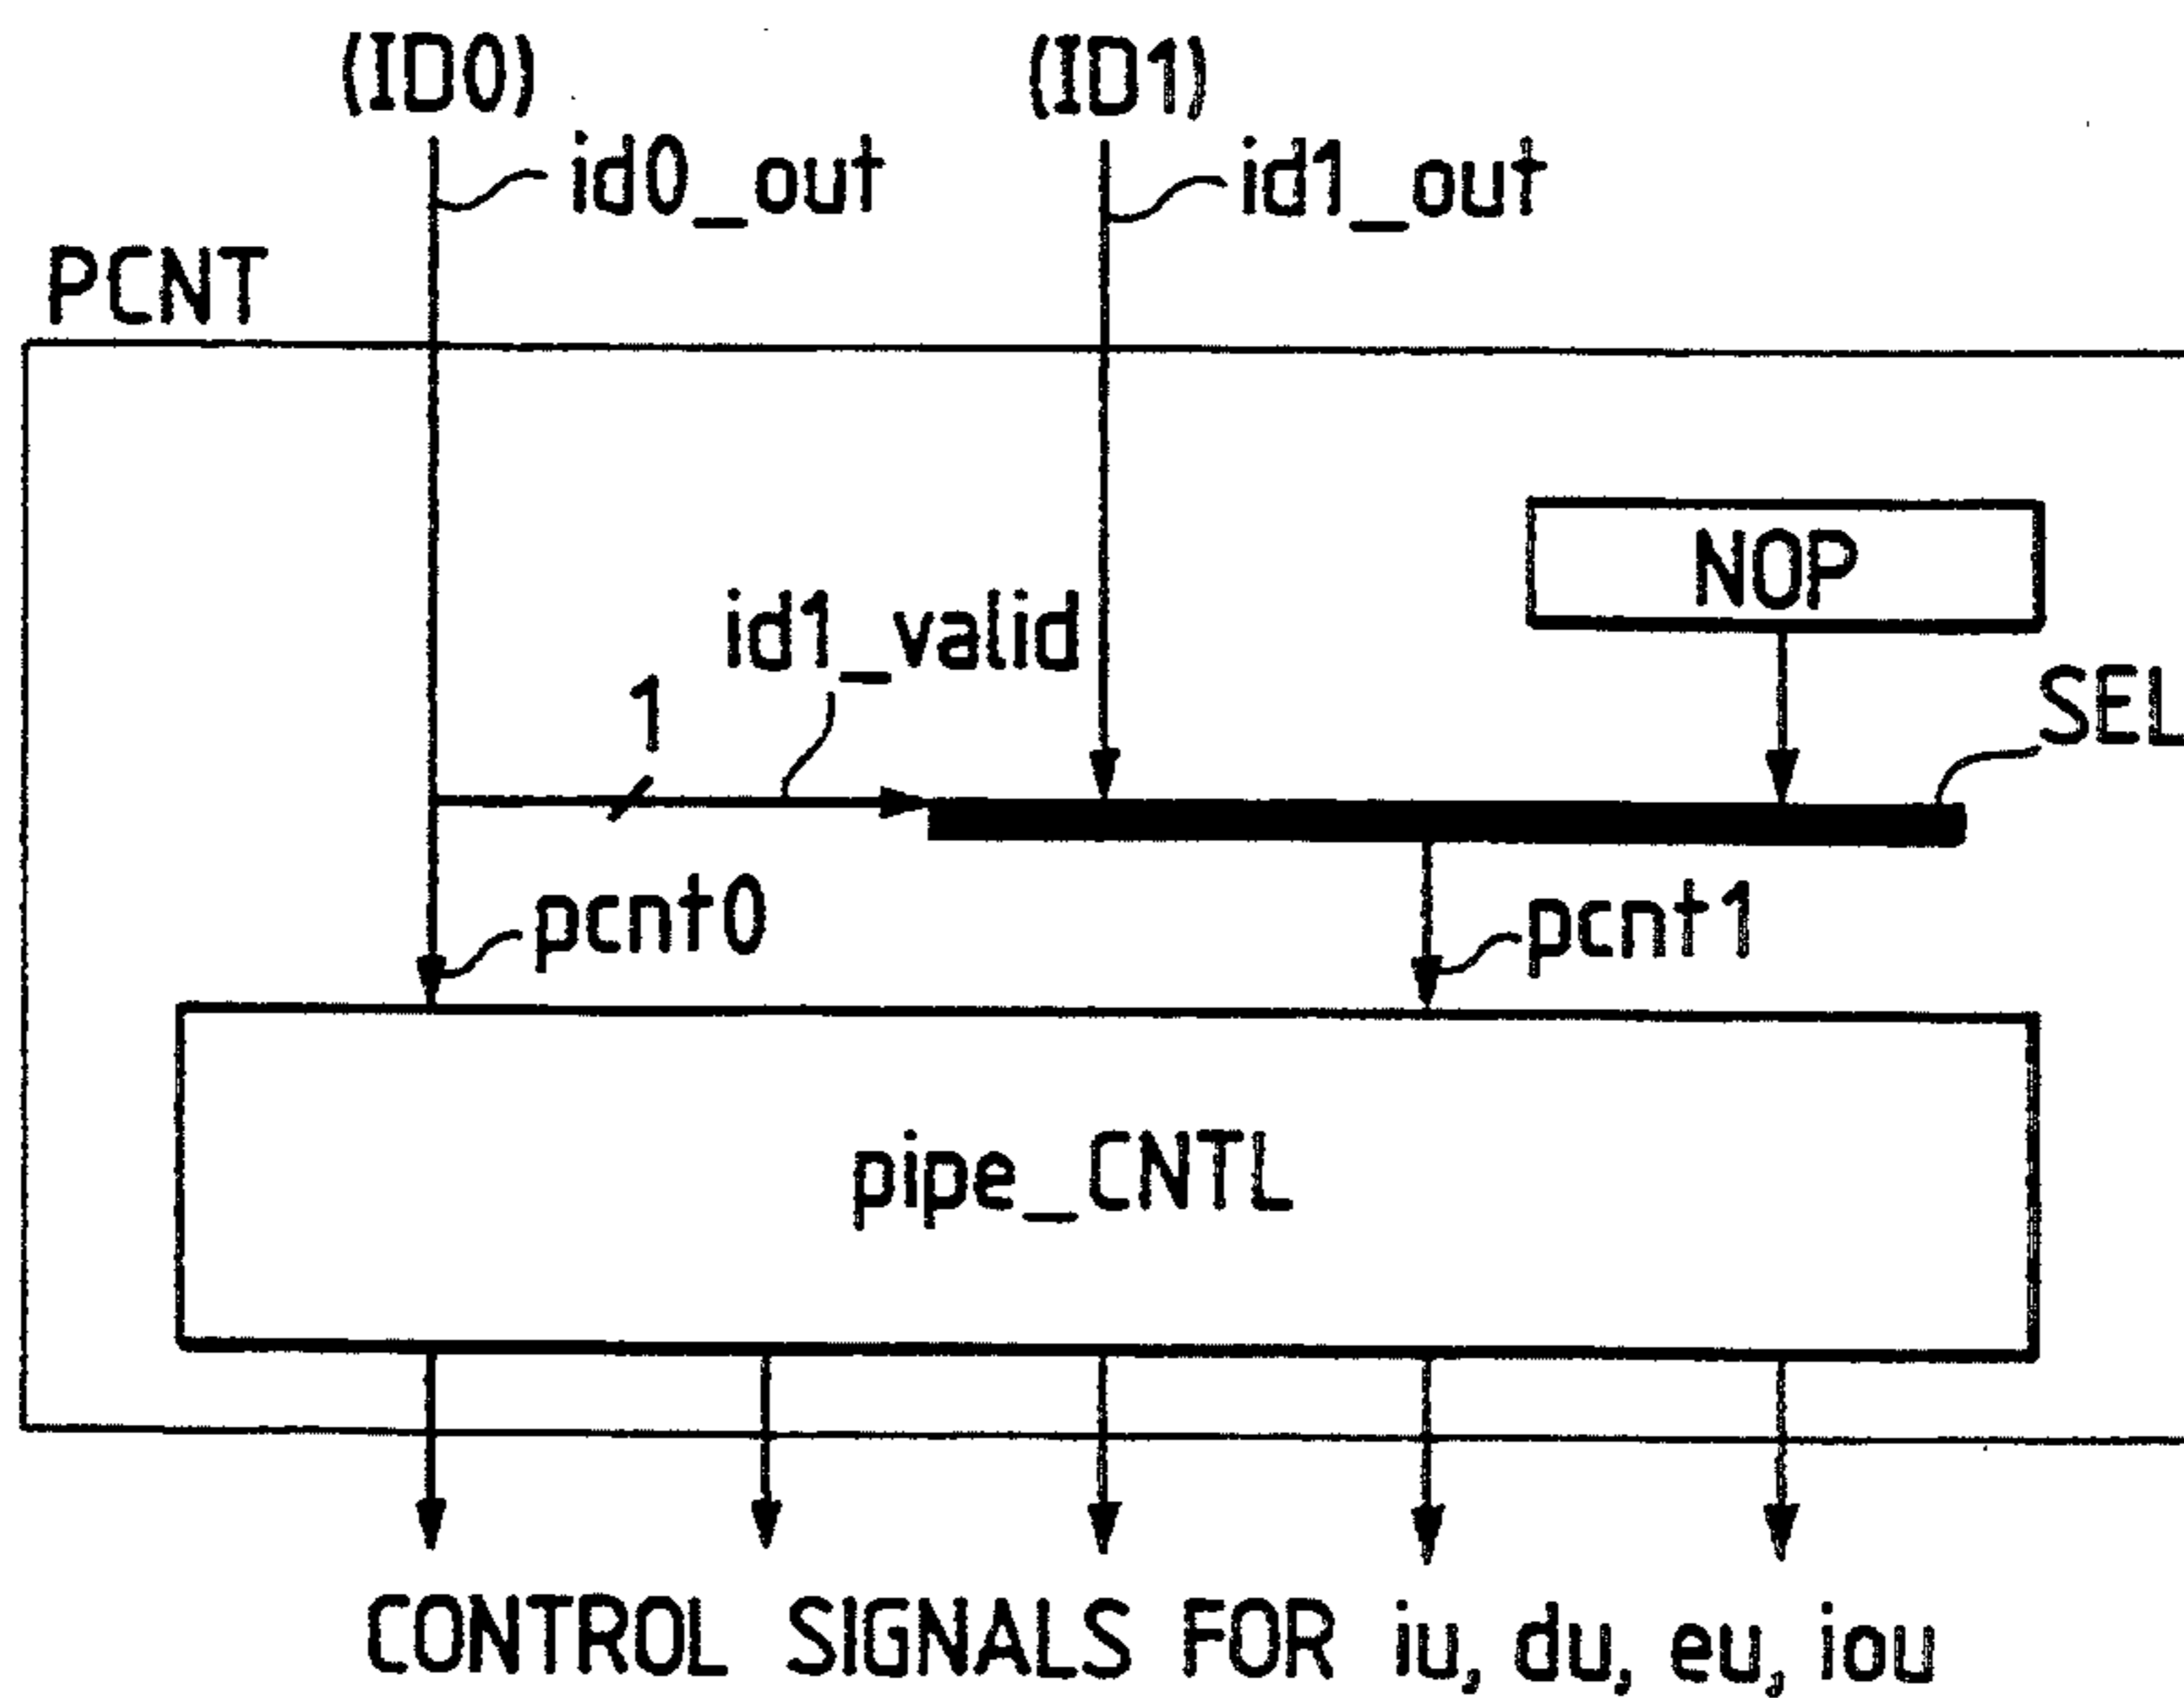 (ID0) (ID1)
id0_out id1_out
PCNT
NOP
id1_valid
1
SEL
pcnt0 pcnt1
pipe_CNTL
CONTROL SIGNALS FOR iu, du, eu, iou